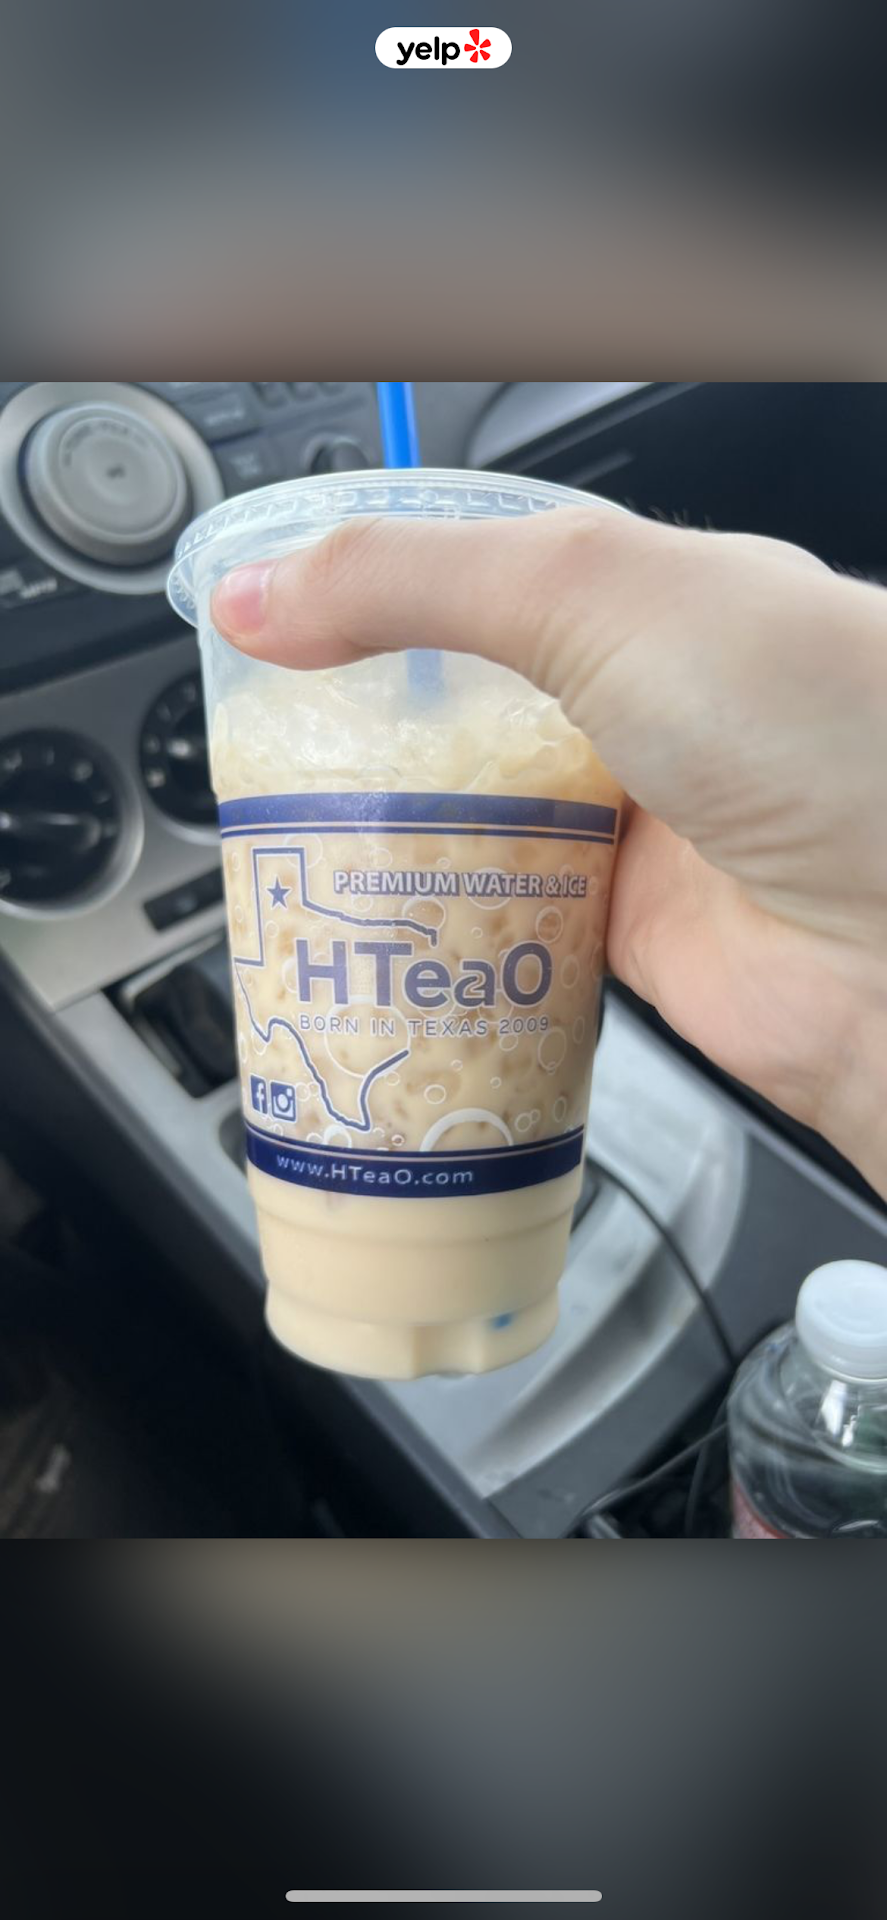 yelp
PREMIUM WATER & ICE
HTeaO
BORN IN TEXAS 2009
www.HTeaO.com